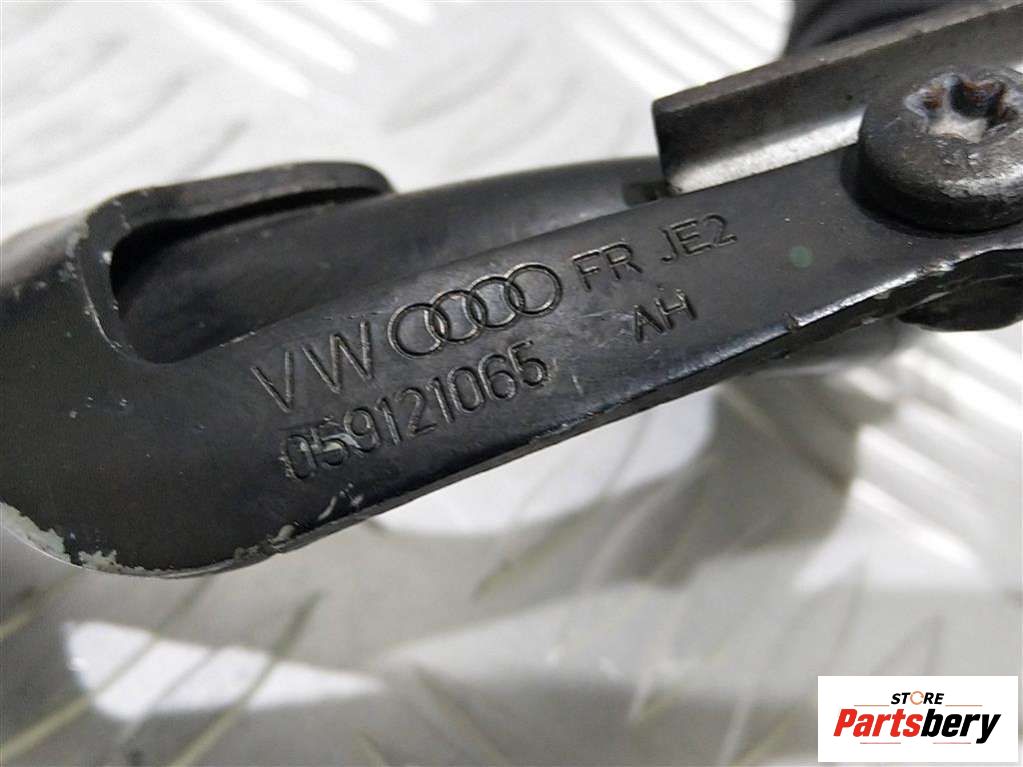 VW FR JE2
059121065 AH
STORE
Partsbery